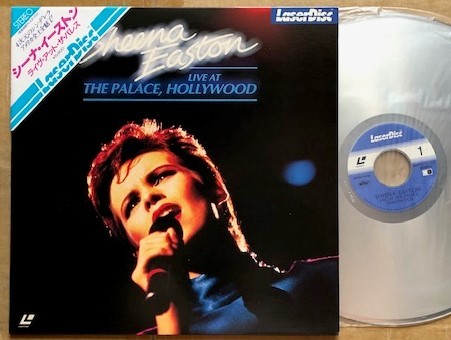 STEREO
シーナ・イーストン
ライヴ・アット・ザ・パレス
LaserDisc
LaserDisc
Sheena
Easton
LIVE AT
THE PALACE, HOLLYWOOD
LaserDisc
1
SHEENA EASTON